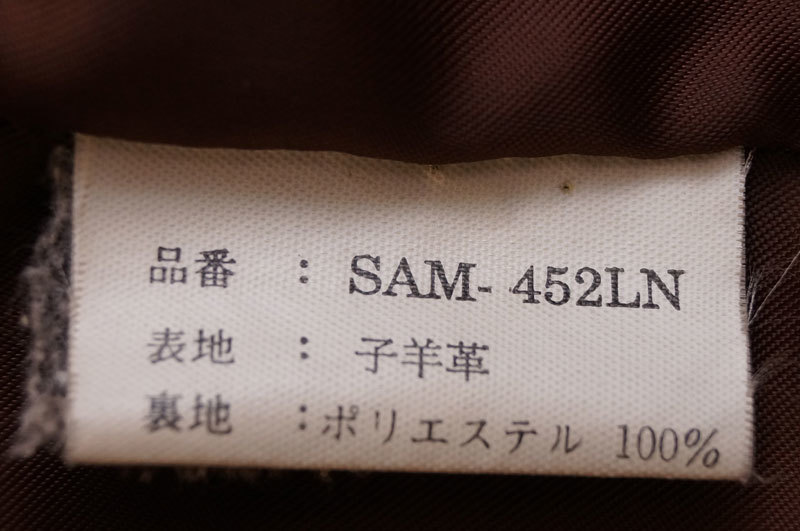 品番 : SAM- 452LN
表地 : 子羊革
裏地 : ポリエステル 100%